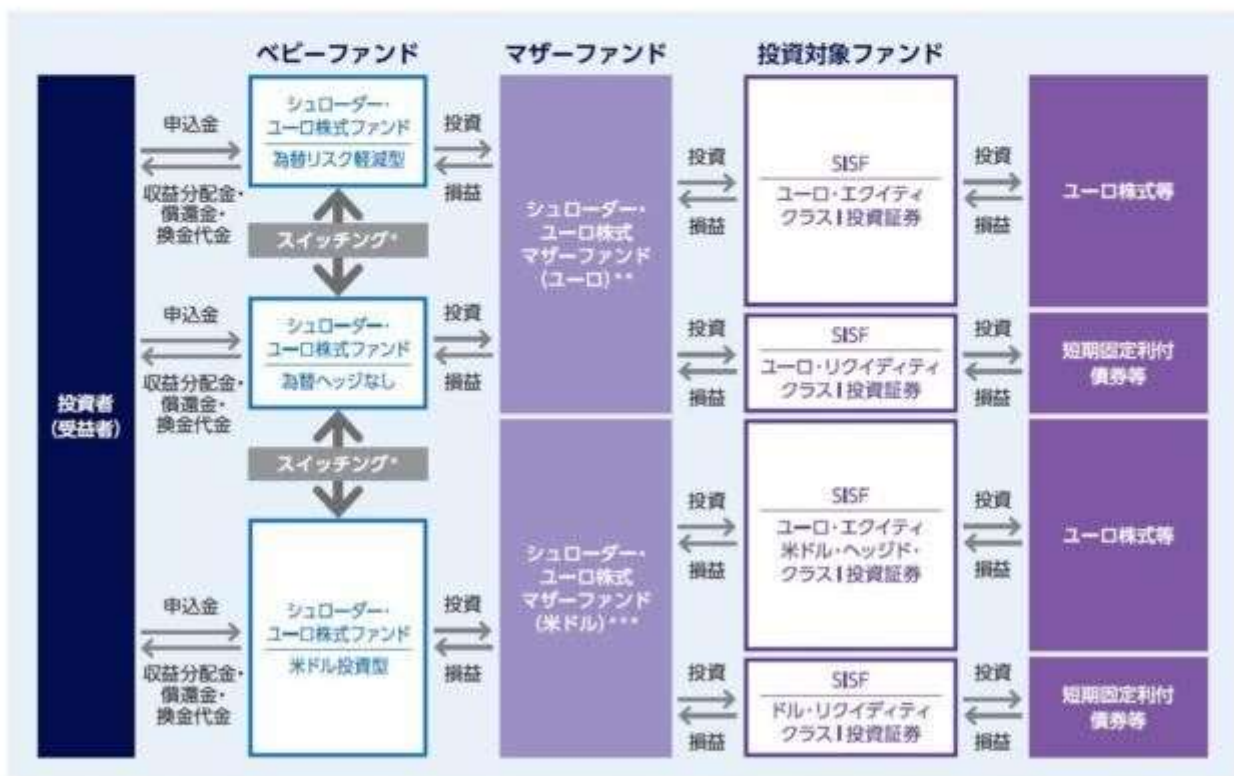 ベビーファンド
マザーファンド
投資対象ファンド
投資者
(受益者)
申込金
収益分配金・
償還金・
換金代金
シュローダー・
ユーロ株式ファンド
為替リスク軽減型
投資
損益
スイッチング*
申込金
収益分配金・
償還金・
換金代金
シュローダー・
ユーロ株式ファンド
為替ヘッジなし
投資
損益
スイッチング*
申込金
収益分配金・
償還金・
換金代金
シュローダー・
ユーロ株式ファンド
米ドル投資型
投資
損益
シュローダー・
ユーロ株式
マザーファンド
(ユーロ)**
投資
損益
SISF
ユーロ・エクイティ
クラスI投資証券
投資
損益
ユーロ株式等
投資
損益
SISF
ユーロ・リクイディティ
クラスI投資証券
投資
損益
短期固定利付
債券等
シュローダー・
ユーロ株式
マザーファンド
(米ドル)***
投資
損益
SISF
ユーロ・エクイティ
米ドル・ヘッジド・
クラスI投資証券
投資
損益
ユーロ株式等
投資
損益
SISF
ドル・リクイディティ
クラスI投資証券
投資
損益
短期固定利付
債券等